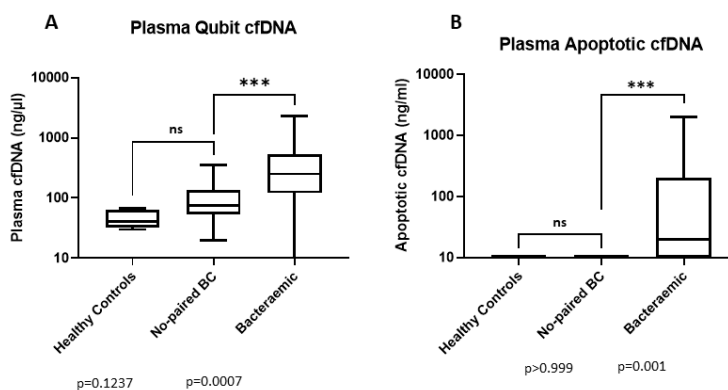 A
Plasma Qubit cfDNA
Plasma cfDNA (ng/µl)
10000
1000
100
10
ns
***
Healthy Controls
No-paired BC
Bacteraemic
p=0.1237
p=0.0007
B
Plasma Apoptotic cfDNA
Apoptotic cfDNA (ng/ml)
10000
1000
100
10
ns
***
Healthy Controls
No-paired BC
Bacteraemic
p>0.999
p=0.001